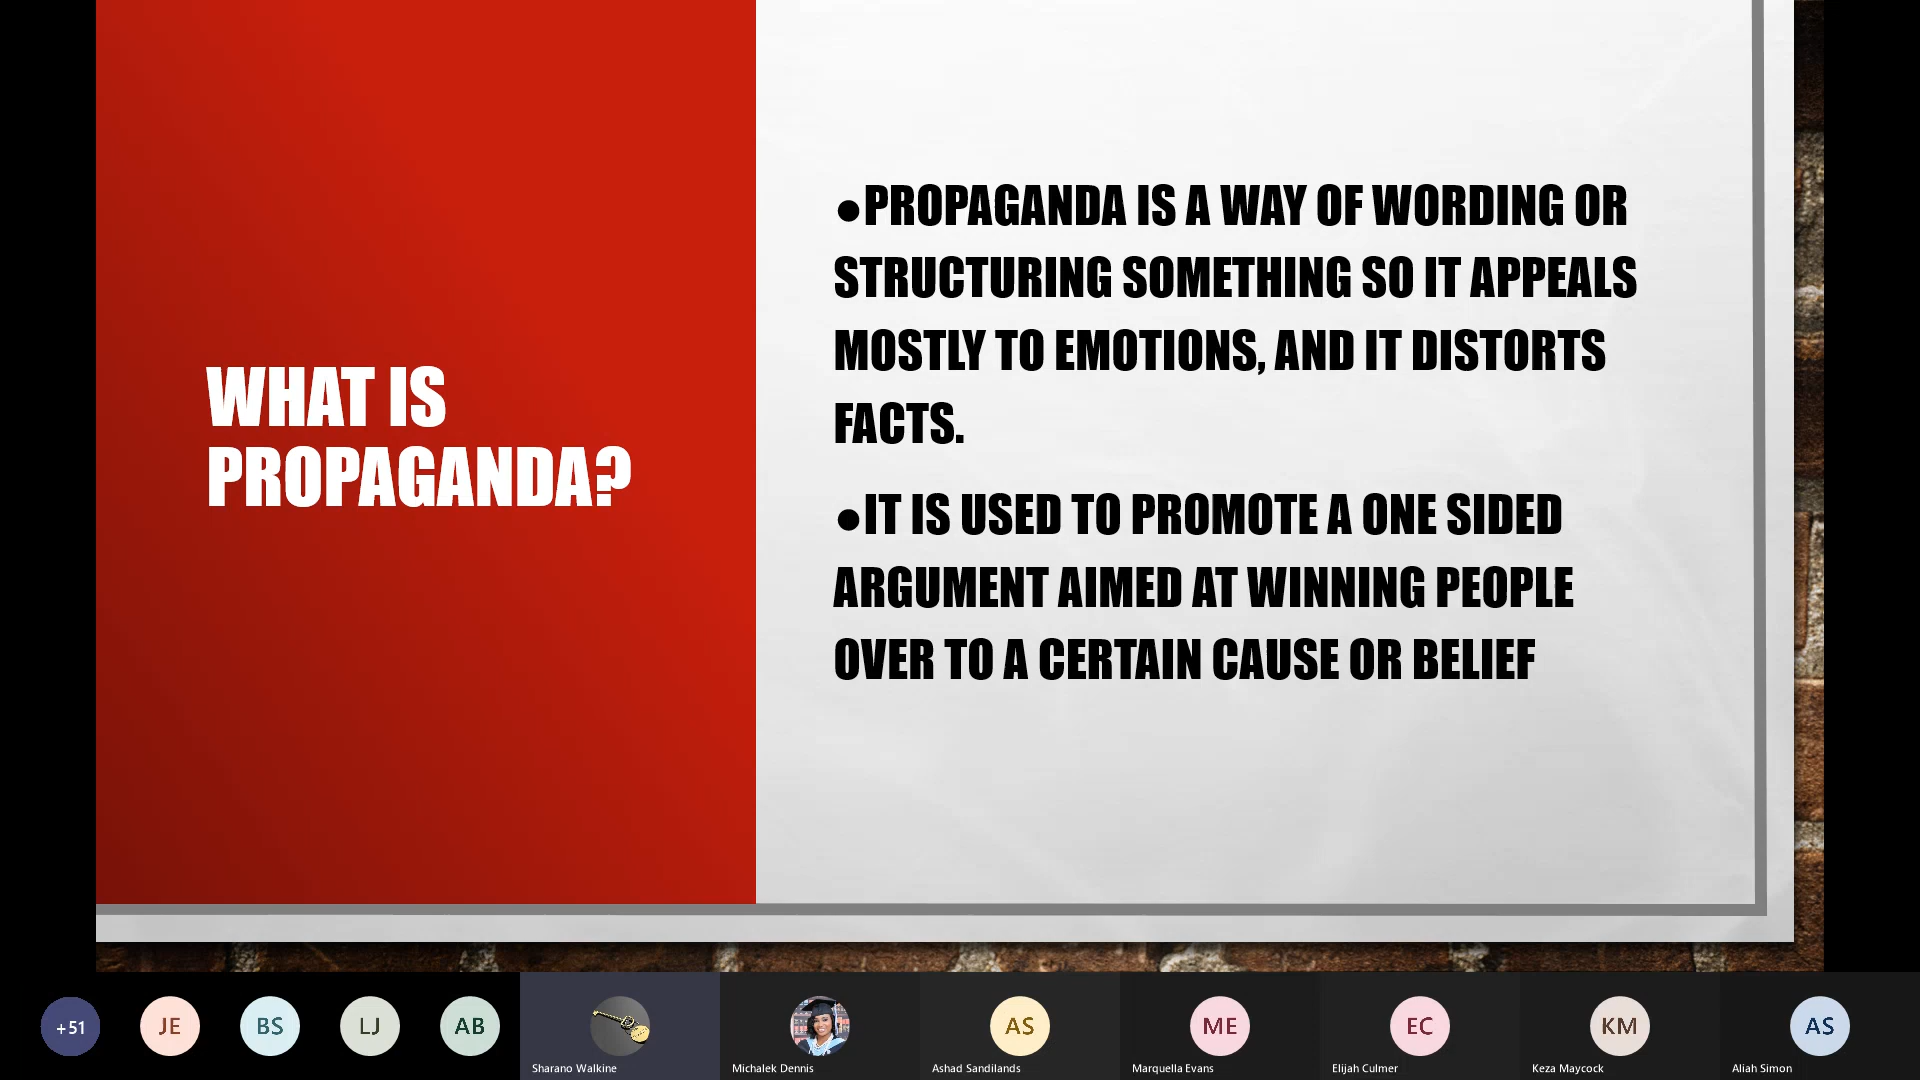 WHAT IS
PROPAGANDA?
●PROPAGANDA IS A WAY OF WORDING OR
STRUCTURING SOMETHING SO IT APPEALS
MOSTLY TO EMOTIONS, AND IT DISTORTS
FACTS.
●IT IS USED TO PROMOTE A ONE SIDED
ARGUMENT AIMED AT WINNING PEOPLE
OVER TO A CERTAIN CAUSE OR BELIEF
+51
JE
BS
LJ
AB
Sharano Walkine
Michalek Dennis
AS
Ashad Sandilands
ME
Marquella Evans
EC
Elijah Culmer
KM
Keza Maycock
AS
Aliah Simon